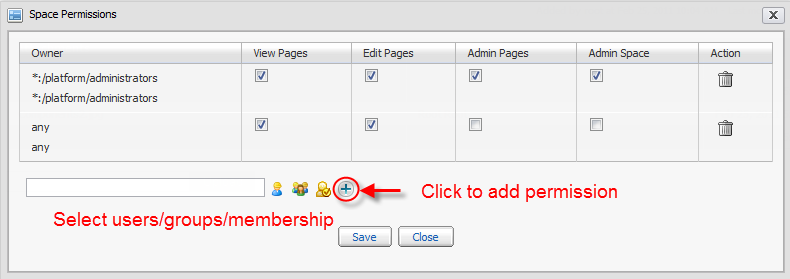 Space Permissions
Owner View Pages Edit Pages Admin Pages Admin Space Action
*:/platform/administrators
*:/platform/administrators
any
any
Click to add permission
Select users/groups/membership
Save Close